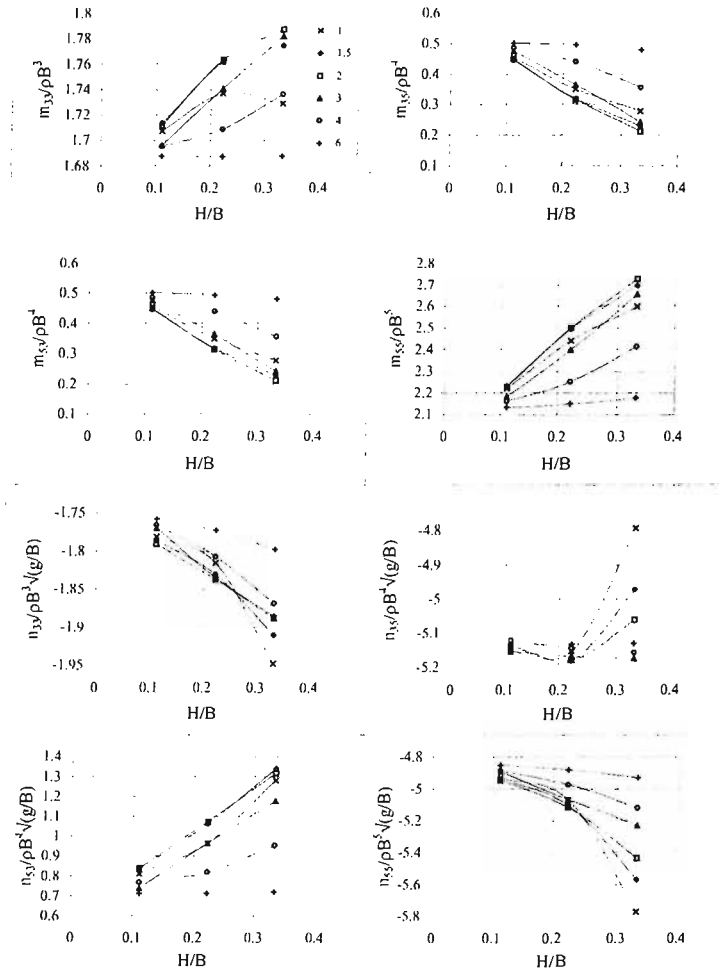 1.8
1.78
1.76
1.74
1.72
1.7
1.68
m₃₃/ρB³
0 0.1 0.2 0.3 0.4
H/B
1
1.5
2
3
4
6
0.6
0.5
0.4
0.3
0.2
0.1
m₃₅/ρB⁴
0 0.1 0.2 0.3 0.4
H/B
0.6
0.5
0.4
0.3
0.2
0.1
m₅₃/ρB⁴
0 0.1 0.2 0.3 0.4
H/B
2.8
2.7
2.6
2.5
2.4
2.3
2.2
2.1
m₅₅/ρB⁵
0 0.1 0.2 0.3 0.4
H/B
-1.75
-1.8
-1.85
-1.9
-1.95
n₃₃/ρB³√(g/B)
0 0.1 0.2 0.3 0.4
H/B
-4.8
-4.9
-5
-5.1
-5.2
n₃₅/ρB⁴√(g/B)
0 0.1 0.2 0.3 0.4
H/B
1.4
1.3
1.2
1.1
1
0.9
0.8
0.7
0.6
n₅₃/ρB⁴√(g/B)
0 0.1 0.2 0.3 0.4
H/B
-4.8
-5
-5.2
-5.4
-5.6
-5.8
n₅₅/ρB⁵√(g/B)
0 0.1 0.2 0.3 0.4
H/B